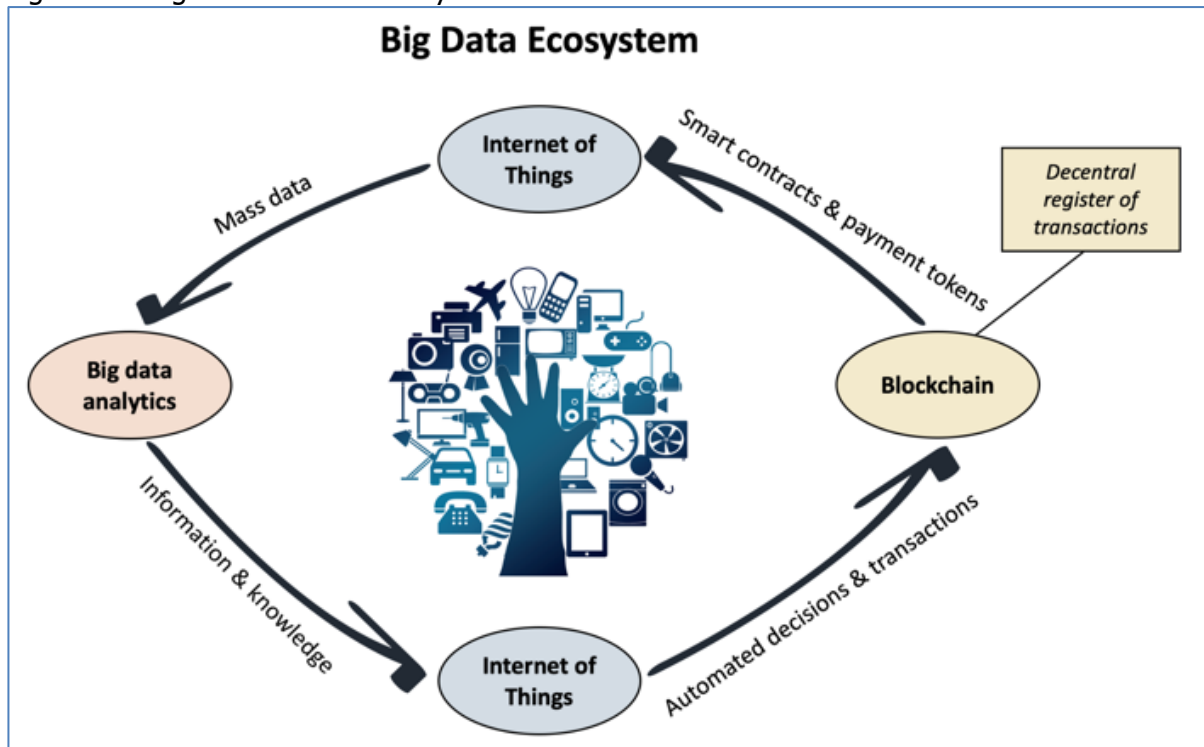 Big Data Ecosystem
Internet of
Things
Smart contracts & payment tokens
Decentral
register of
transactions
Mass data
Big data
analytics
Blockchain
Information & knowledge
Automated decisions & transactions
Internet of
Things